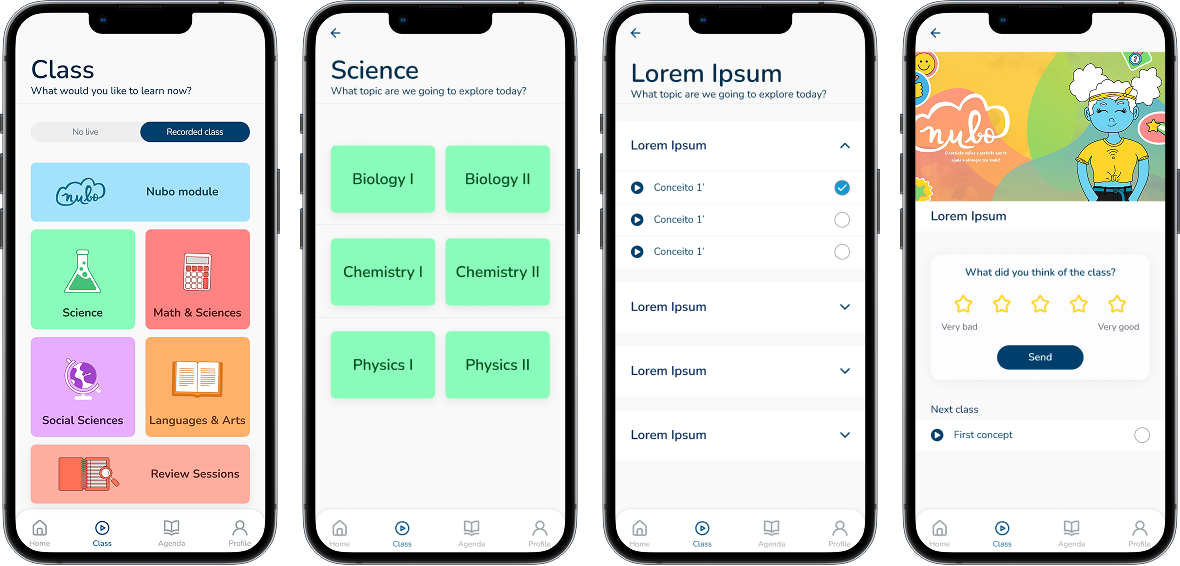 Class
What would you like to learn now?
No live
Recorded class
nubo
Nubo module
Science
Math & Sciences
Social Sciences
Languages & Arts
Review Sessions
Home
Class
Agenda
Profile
Science
What topic are we going to explore today?
Biology I
Biology II
Chemistry I
Chemistry II
Physics I
Physics II
Home
Class
Agenda
Profile
Lorem Ipsum
What topic are we going to explore today?
Lorem Ipsum
Conceito 1'
Conceito 1'
Conceito 1'
Lorem Ipsum
Lorem Ipsum
Lorem Ipsum
Home
Class
Agenda
Profile
nubo
Lorem Ipsum
What did you think of the class?
Very bad
Very good
Send
Next class
First concept
Home
Class
Agenda
Profile